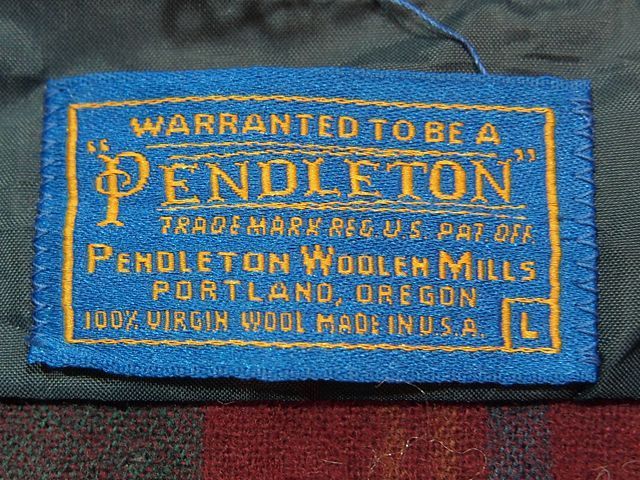 WARRANTED TO BE A
"PENDLETON"
TRADE MARK REG. U.S. PAT. OFF.
PENDLETON WOOLEN MILLS
PORTLAND, OREGON
100% VIRGIN WOOL MADE IN U.S.A. L